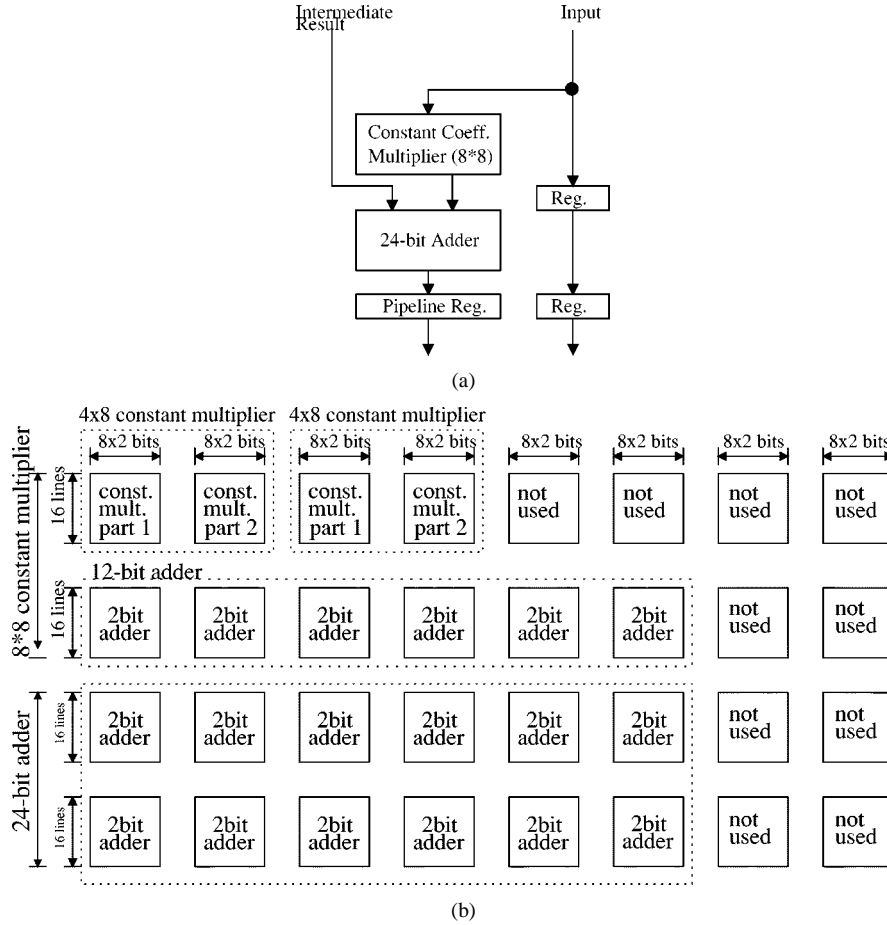 Intermediate
Result
Input
Constant Coeff.
Multiplier (8*8)
Reg.
24-bit Adder
Pipeline Reg.
Reg.
(a)
4x8 constant multiplier
4x8 constant multiplier
8x2 bits
8x2 bits
8x2 bits
8x2 bits
8x2 bits
8x2 bits
8x2 bits
8x2 bits
8*8 constant multiplier
16 lines
const.
mult.
part 1
const.
mult.
part 2
const.
mult.
part 1
const.
mult.
part 2
not
used
not
used
not
used
not
used
12-bit adder
16 lines
2bit
adder
2bit
adder
2bit
adder
2bit
adder
2bit
adder
2bit
adder
not
used
not
used
24-bit adder
16 lines
2bit
adder
2bit
adder
2bit
adder
2bit
adder
2bit
adder
2bit
adder
not
used
not
used
16 lines
2bit
adder
2bit
adder
2bit
adder
2bit
adder
2bit
adder
2bit
adder
not
used
not
used
(b)